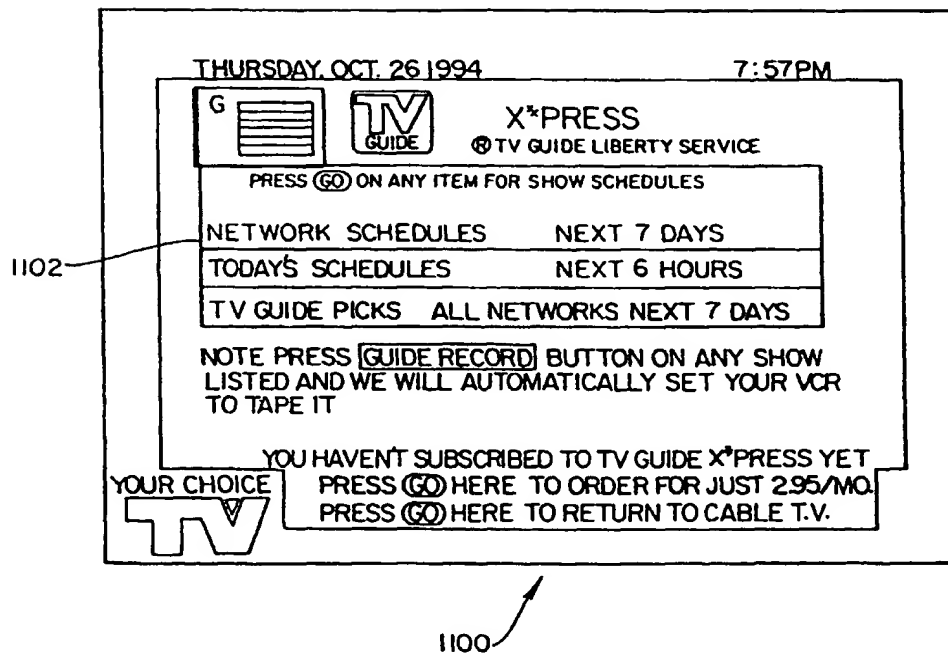 THURSDAY, OCT. 26 1994 7:57PM
G
TV
GUIDE
X*PRESS
® TV GUIDE LIBERTY SERVICE
PRESS GO ON ANY ITEM FOR SHOW SCHEDULES
NETWORK SCHEDULES NEXT 7 DAYS
1102
TODAY'S SCHEDULES NEXT 6 HOURS
TV GUIDE PICKS ALL NETWORKS NEXT 7 DAYS
NOTE PRESS GUIDE RECORD BUTTON ON ANY SHOW
LISTED AND WE WILL AUTOMATICALLY SET YOUR VCR
TO TAPE IT
YOU HAVEN'T SUBSCRIBED TO TV GUIDE X*PRESS YET
YOUR CHOICE
TV
PRESS GO HERE TO ORDER FOR JUST 2.95/MO.
PRESS GO HERE TO RETURN TO CABLE T.V.
1100